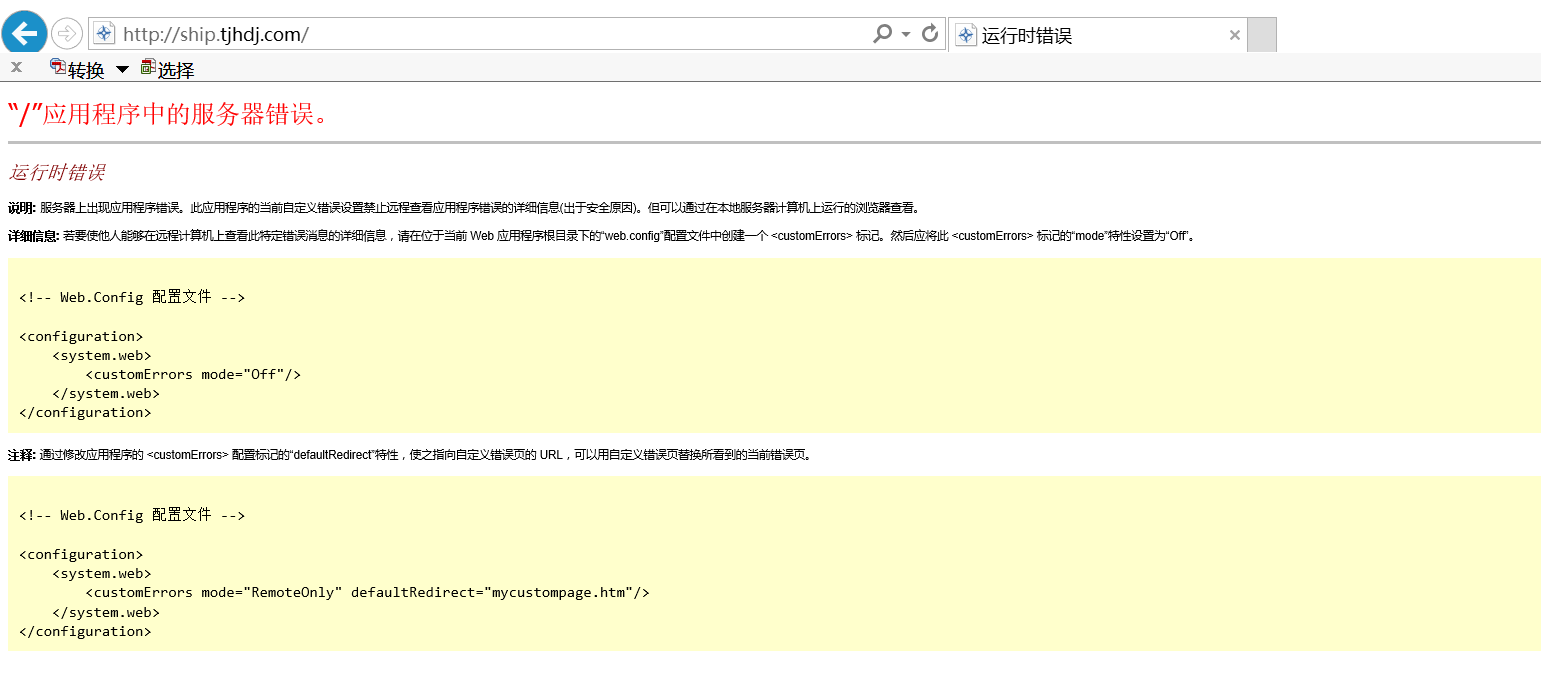 http://ship.tjhdj.com/
运行时错误
x 转换 选择
“/”应用程序中的服务器错误。
运行时错误
说明: 服务器上出现应用程序错误。此应用程序的当前自定义错误设置禁止远程查看应用程序错误的详细信息(出于安全原因)。但可以通过在本地服务器计算机上运行的浏览器查看。
详细信息: 若要使他人能够在远程计算机上查看此特定错误消息的详细信息，请在位于当前 Web 应用程序根目录下的“web.config”配置文件中创建一个 <customErrors> 标记。然后应将此 <customErrors> 标记的“mode”特性设置为“Off”。
<!-- Web.Config 配置文件 -->
<configuration>
    <system.web>
        <customErrors mode="Off"/>
    </system.web>
</configuration>
注释: 通过修改应用程序的 <customErrors> 配置标记的“defaultRedirect”特性，使之指向自定义错误页的 URL，可以用自定义错误页替换所看到的当前错误页。
<!-- Web.Config 配置文件 -->
<configuration>
    <system.web>
        <customErrors mode="RemoteOnly" defaultRedirect="mycustompage.htm"/>
    </system.web>
</configuration>